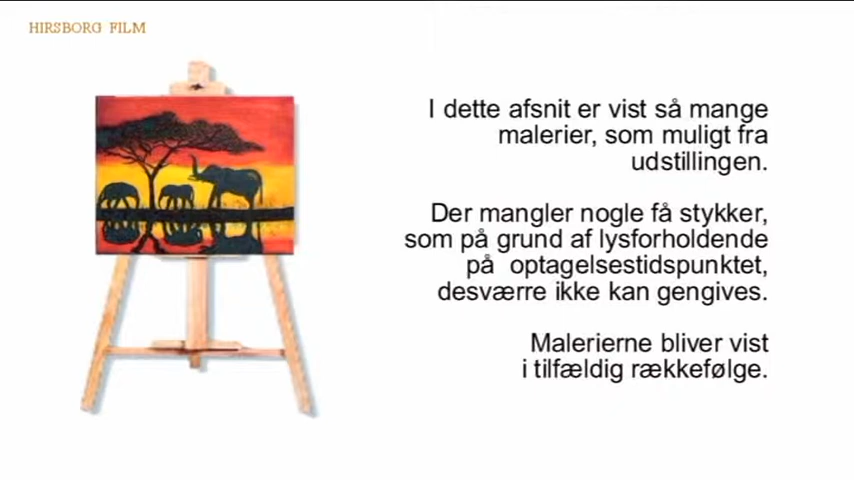 HIRSBORG FILM
I dette afsnit er vist så mange
malerier, som muligt fra
udstillingen.
Der mangler nogle få stykker,
som på grund af lysforholdende
på optagelsestidspunktet,
desværre ikke kan gengives.
Malerierne bliver vist
i tilfældig rækkefølge.